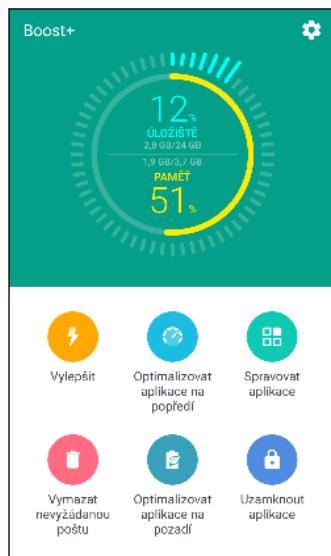 Boost+
12%
ÚLOŽIŠTĚ
2,8 GB/24 GB
1,9 GB/3,7 GB
PAMĚŤ
51%
Vylepšit
Optimalizovat
aplikace na
popředí
Spravovat
aplikace
Vymazat
nevyžádanou
poštu
Optimalizovat
aplikace na
pozadí
Uzamknout
aplikace